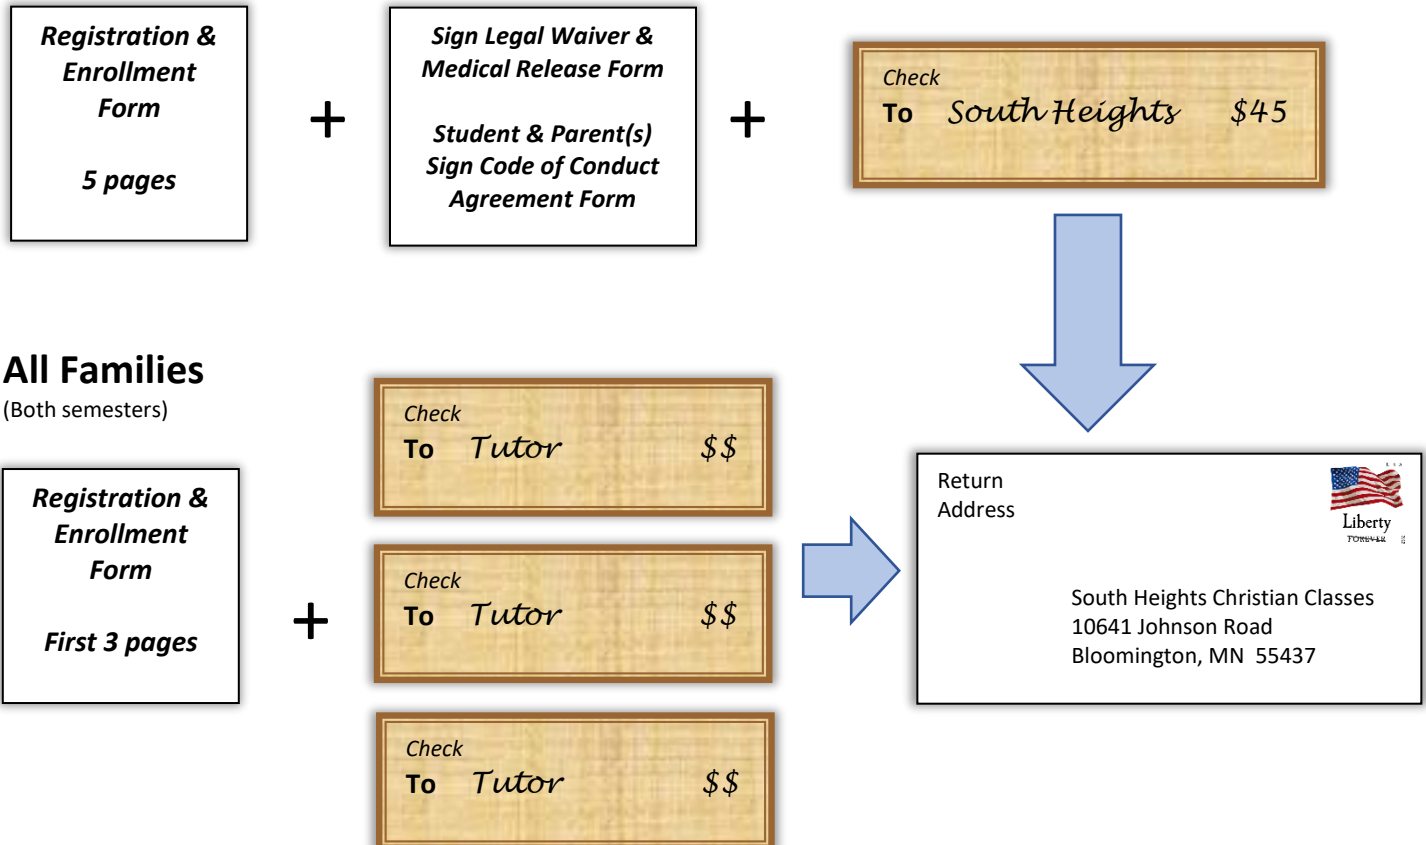 Registration &
Enrollment
Form
5 pages
+
Sign Legal Waiver &
Medical Release Form
Student & Parent(s)
Sign Code of Conduct
Agreement Form
+
Check
To South Heights $45
All Families
(Both semesters)
Registration &
Enrollment
Form
First 3 pages
+
Check
To Tutor $$
Check
To Tutor $$
Check
To Tutor $$
Return
Address
Liberty
FOREVER
South Heights Christian Classes
10641 Johnson Road
Bloomington, MN 55437